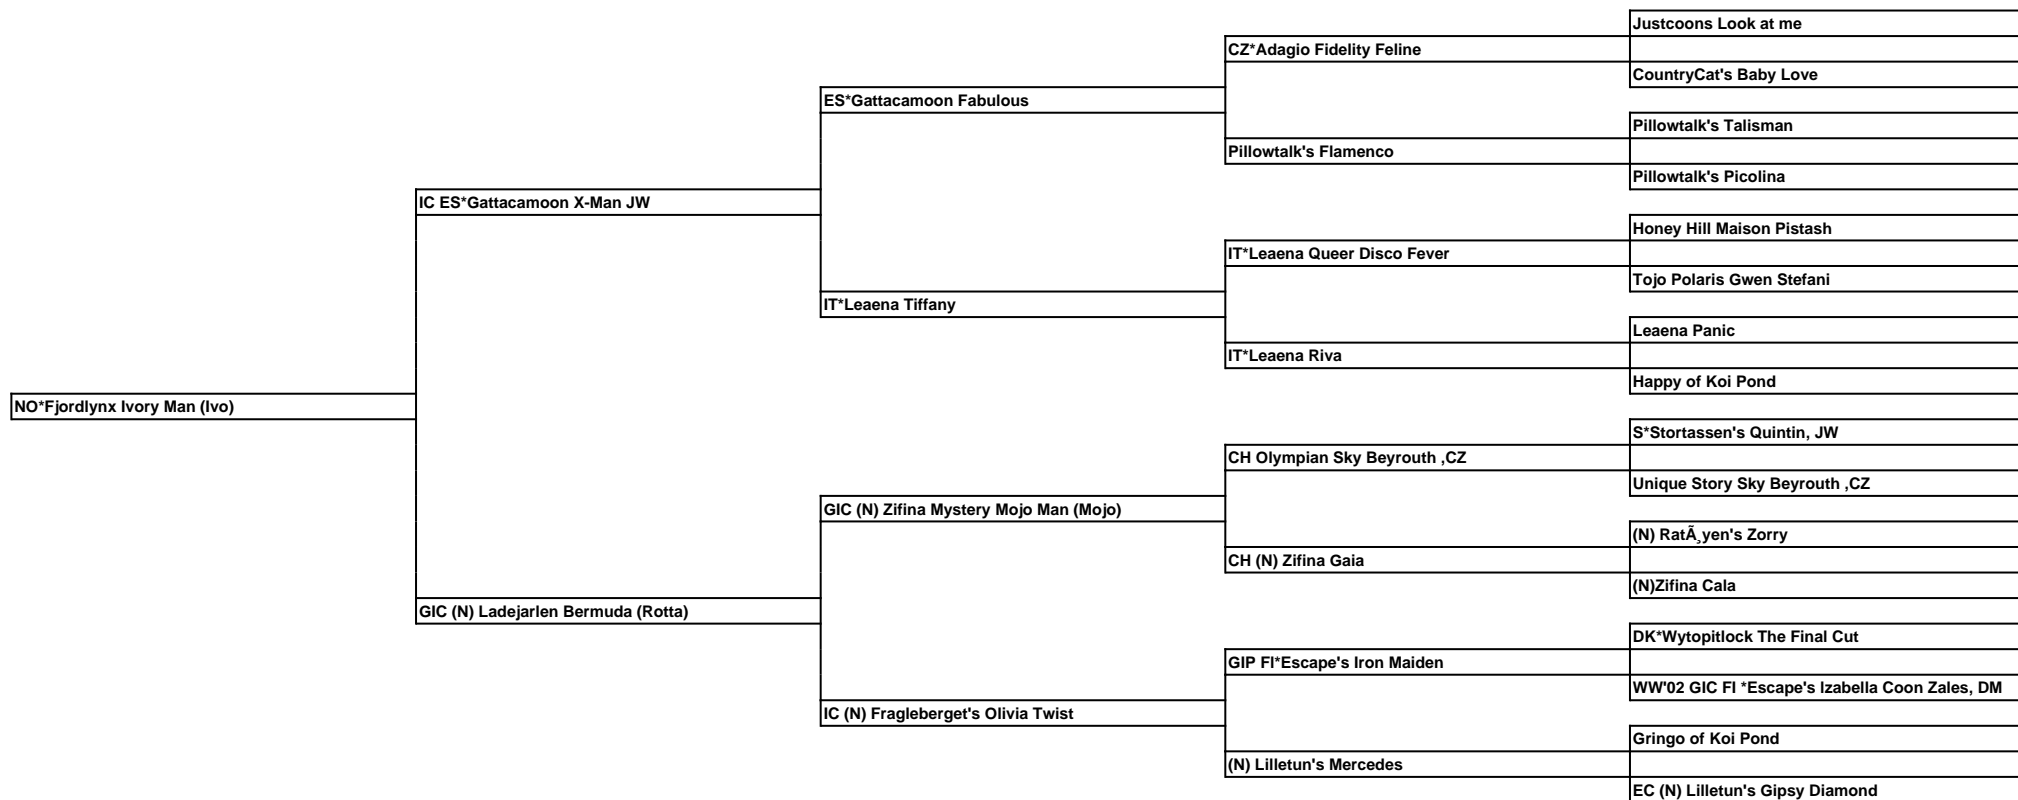 Justcoons Look at me
CZ*Adagio Fidelity Feline
CountryCat's Baby Love
ES*Gattacamoon Fabulous
Pillowtalk's Talisman
Pillowtalk's Flamenco
Pillowtalk's Picolina
IC ES*Gattacamoon X-Man JW
Honey Hill Maison Pistash
IT*Leaena Queer Disco Fever
Tojo Polaris Gwen Stefani
IT*Leaena Tiffany
Leaena Panic
IT*Leaena Riva
Happy of Koi Pond
NO*Fjordlynx Ivory Man (Ivo)
S*Stortassen's Quintin, JW
CH Olympian Sky Beyrouth ,CZ
Unique Story Sky Beyrouth ,CZ
GIC (N) Zifina Mystery Mojo Man (Mojo)
(N) RatÃ¸yen's Zorry
CH (N) Zifina Gaia
(N)Zifina Cala
GIC (N) Ladejarlen Bermuda (Rotta)
DK*Wytopitlock The Final Cut
GIP FI*Escape's Iron Maiden
WW'02 GIC FI *Escape's Izabella Coon Zales, DM
IC (N) Fragleberget's Olivia Twist
Gringo of Koi Pond
(N) Lilletun's Mercedes
EC (N) Lilletun's Gipsy Diamond